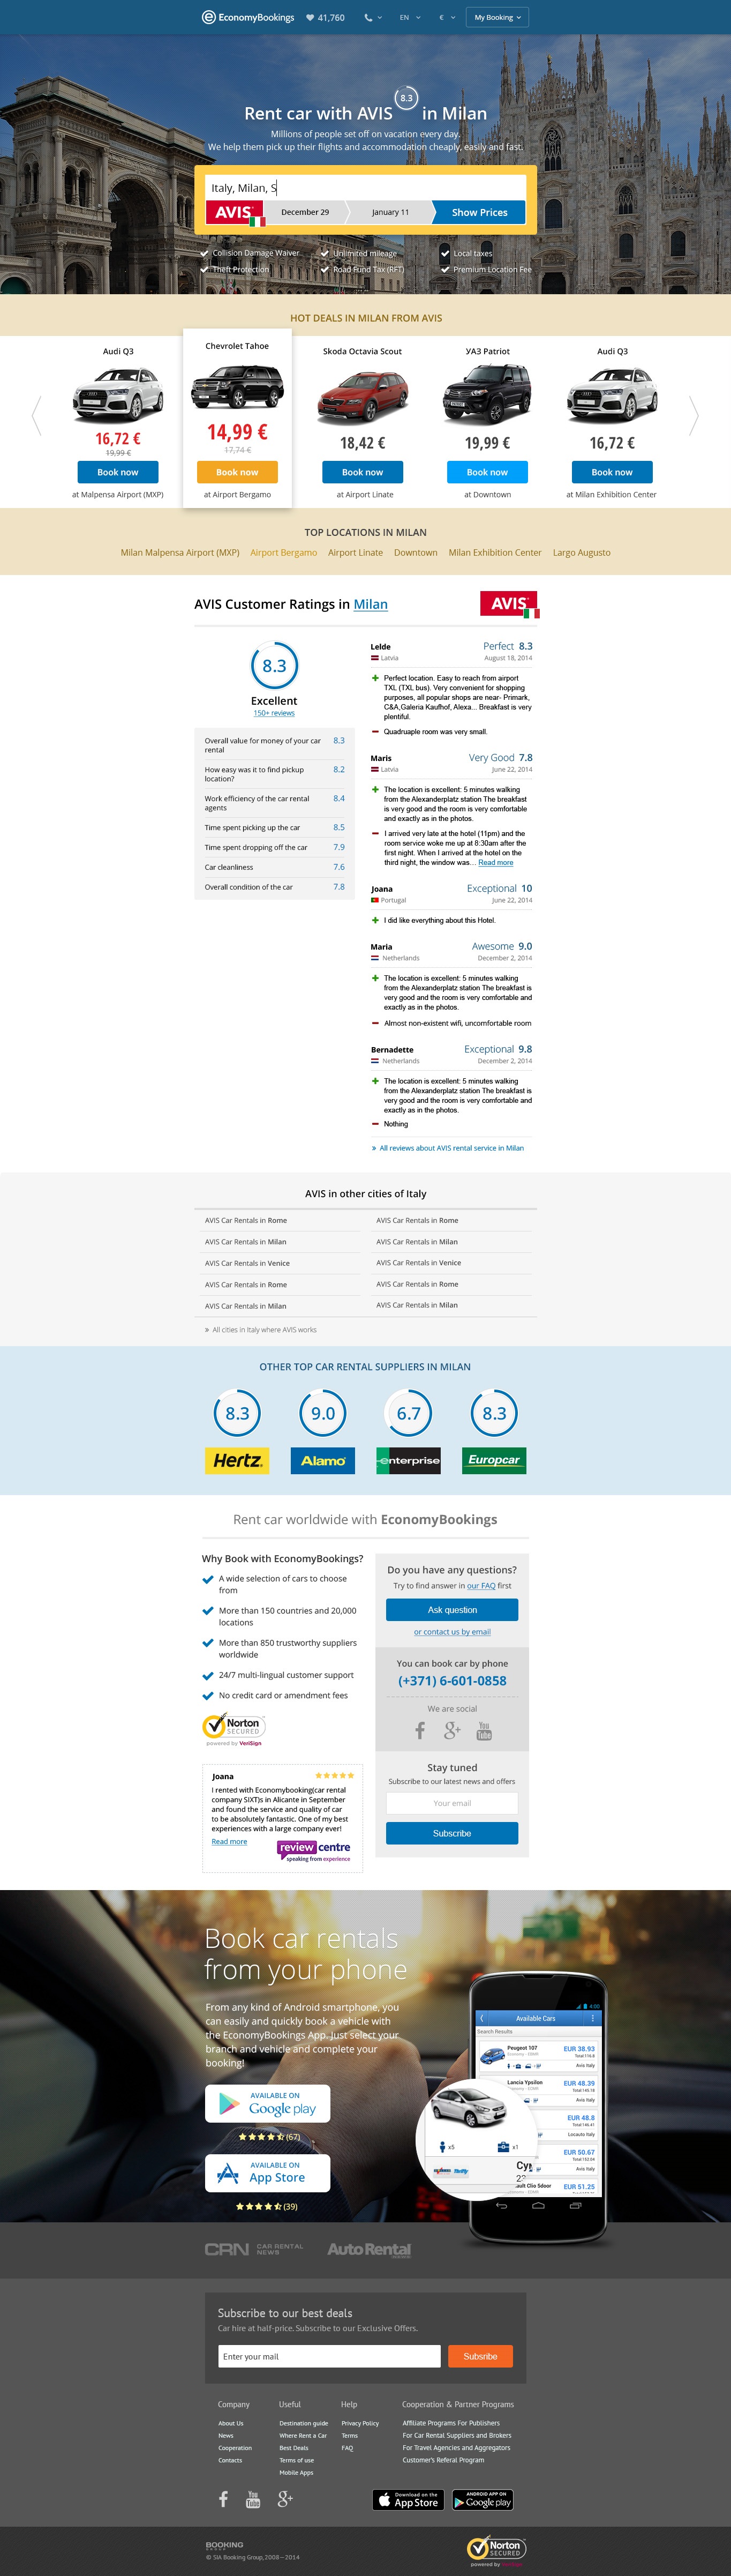 EconomyBookings 41,760 EN € My Booking
Rent car with AVIS 8.3 in Milan
Millions of people set off on vacation every day.
We help them pick up their flights and accommodation cheaply, easily and fast.
Italy, Milan, S
AVIS December 29 January 11 Show Prices
Collision Damage Waiver Unlimited mileage Local taxes
Theft Protection Road Fund Tax (RFT) Premium Location Fee
HOT DEALS IN MILAN FROM AVIS
Audi Q3 Chevrolet Tahoe Skoda Octavia Scout УАЗ Patriot Audi Q3
16,72 € 14,99 € 18,42 € 19,99 € 16,72 €
19,99 € 17,74 €
Book now Book now Book now Book now Book now
at Malpensa Airport (MXP) at Airport Bergamo at Airport Linate at Downtown at Milan Exhibition Center
TOP LOCATIONS IN MILAN
Milan Malpensa Airport (MXP) Airport Bergamo Airport Linate Downtown Milan Exhibition Center Largo Augusto
AVIS Customer Ratings in Milan
AVIS
8.3
Excellent
150+ reviews
Overall value for money of your car
rental
8.3
How easy was it to find pickup
location?
8.2
Work efficiency of the car rental
agents
8.4
Time spent picking up the car 8.5
Time spent dropping off the car 7.9
Car cleanliness 7.6
Overall condition of the car 7.8
Lelde Perfect 8.3
Latvia August 18, 2014
Perfect location. Easy to reach from airport
TXL (TXL bus). Very convenient for shopping
purposes, all popular shops are near- Primark,
C&A,Galeria Kaufhof, Alexa... Breakfast is very
plentiful.
Quadruaple room was very small.
Maris Very Good 7.8
Latvia June 22, 2014
The location is excellent: 5 minutes walking
from the Alexanderplatz station The breakfast
is very good and the room is very comfortable
and exactly as in the photos.
I arrived very late at the hotel (11pm) and the
room service woke me up at 8:30am after the
first night. When I arrived at the hotel on the
third night, the window was… Read more
Joana Exceptional 10
Portugal June 22, 2014
I did like everything about this Hotel.
Maria Awesome 9.0
Netherlands December 2, 2014
The location is excellent: 5 minutes walking
from the Alexanderplatz station The breakfast is
very good and the room is very comfortable and
exactly as in the photos.
Almost non-existent wifi, uncomfortable room
Bernadette Exceptional 9.8
Netherlands December 2, 2014
The location is excellent: 5 minutes walking
from the Alexanderplatz station The breakfast is
very good and the room is very comfortable and
exactly as in the photos.
Nothing
» All reviews about AVIS rental service in Milan
AVIS in other cities of Italy
AVIS Car Rentals in Rome AVIS Car Rentals in Rome
AVIS Car Rentals in Milan AVIS Car Rentals in Milan
AVIS Car Rentals in Venice AVIS Car Rentals in Venice
AVIS Car Rentals in Rome AVIS Car Rentals in Rome
AVIS Car Rentals in Milan AVIS Car Rentals in Milan
» All cities in Italy where AVIS works
OTHER TOP CAR RENTAL SUPPLIERS IN MILAN
8.3 9.0 6.7 8.3
Hertz. Alamo enterprise Europcar
Rent car worldwide with EconomyBookings
Why Book with EconomyBookings?
A wide selection of cars to choose
from
More than 150 countries and 20,000
locations
More than 850 trustworthy suppliers
worldwide
24/7 multi-lingual customer support
No credit card or amendment fees
Norton
SECURED
powered by VeriSign
Joana
I rented with Economybooking(car rental
company SIXT)s in Alicante in September
and found the service and quality of car
to be absolutely fantastic. One of my best
experiences with a large company ever!
Read more
review centre
speaking from experience
Do you have any questions?
Try to find answer in our FAQ first
Ask question
or contact us by email
You can book car by phone
(+371) 6-601-0858
We are social
f g+ You Tube
Stay tuned
Subscribe to our latest news and offers
Your email
Subscribe
Book car rentals
from your phone
From any kind of Android smartphone, you
can easily and quickly book a vehicle with
the EconomyBookings App. Just select your
branch and vehicle and complete your
booking!
AVAILABLE ON
Google play
(67)
AVAILABLE ON
App Store
(39)
4:00
Available Cars
Search Results
Peugeot 107 EUR 38.93
Avis Italy
Lancia Ypsilon EUR 48.39
Avis Italy
EUR 48.8
Locauto Italy
EUR 50.67
Avis Italy
ault Clio 5door EUR 51.25
x5 x1
CRN CAR RENTAL
NEWS
Auto Rental
Subscribe to our best deals
Car hire at half-price. Subscribe to our Exclusive Offers.
Enter your mail Subsribe
Company Useful Help Cooperation & Partner Programs
About Us Destination guide Privacy Policy Affiliate Programs For Publishers
News Where Rent a Car Terms For Car Rental Suppliers and Brokers
Cooperation Best Deals FAQ For Travel Agencies and Aggregators
Contacts Terms of use Customer's Referal Program
Mobile Apps
f You Tube g+
Download on the
App Store
ANDROID APP ON
Google play
BOOKING
GROUP
© SIA Booking Group, 2008 – 2014
Norton
SECURED
powered by VeriSign